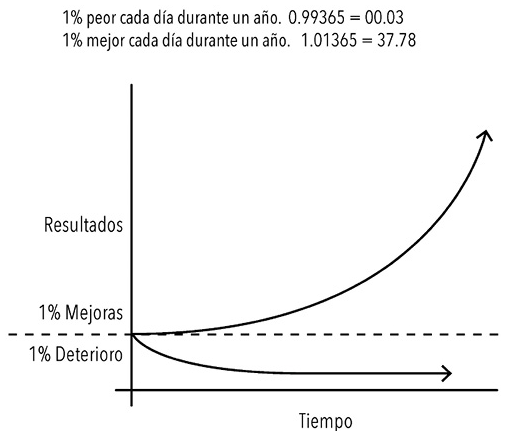 1% peor cada día durante un año. 0.99365 = 00.03
1% mejor cada día durante un año. 1.01365 = 37.78
Resultados
1% Mejoras
1% Deterioro
Tiempo